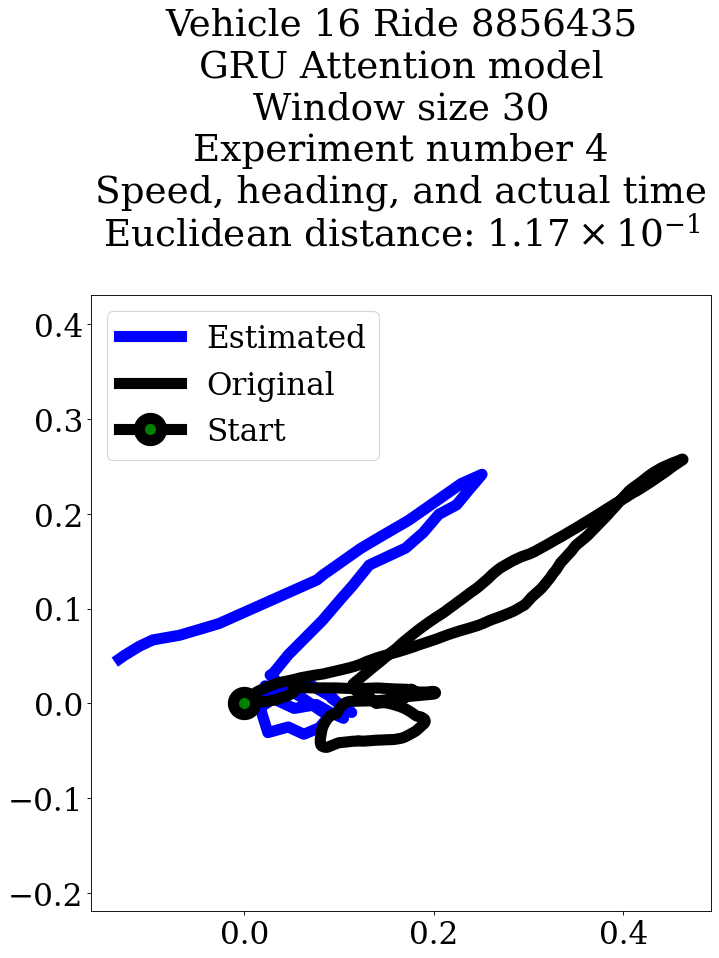 Vehicle 16 Ride 8856435
GRU Attention model
Window size 30
Experiment number 4
Speed, heading, and actual time
Euclidean distance: 1.17 × 10⁻¹
Estimated
Original
Start
0.4
0.3
0.2
0.1
0.0
−0.1
−0.2
0.0 0.2 0.4